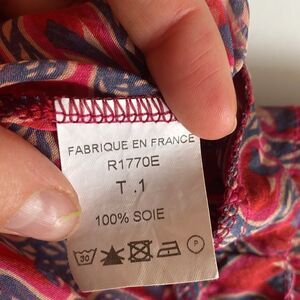 FABRIQUE EN FRANCE
R1770E
T .1
100% SOIE
30
P